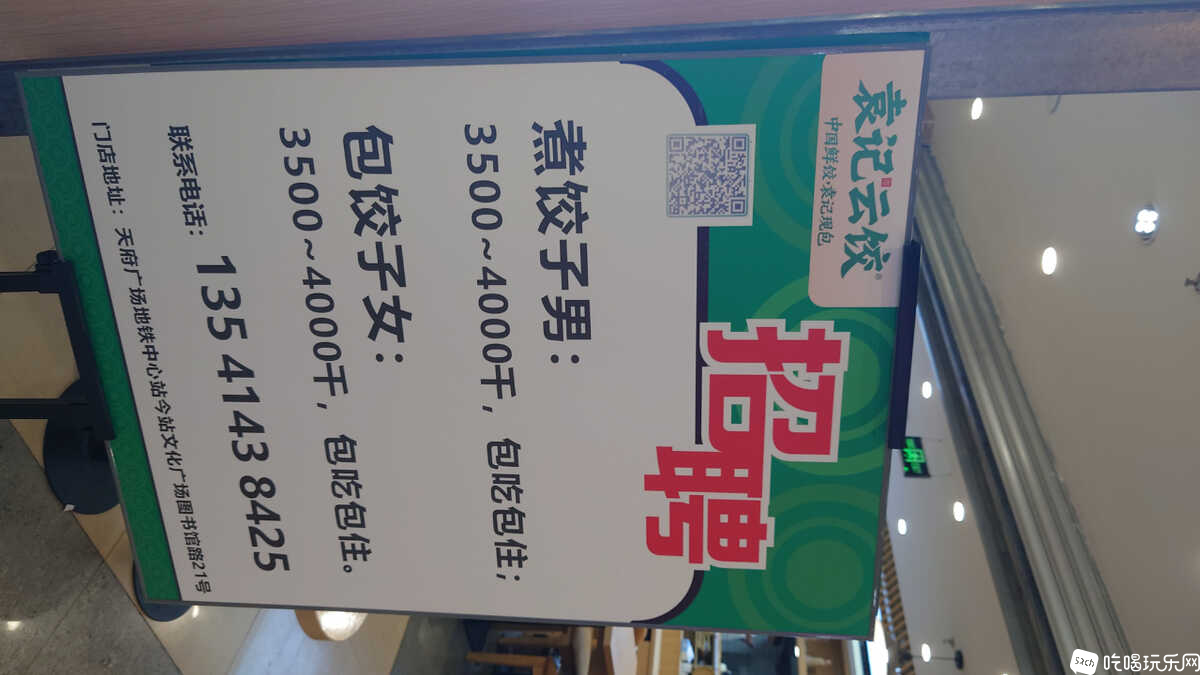 袁记云饺®
中国鲜饺·袁记现包
招聘
煮饺子男：
3500~4000干，包吃包住；
包饺子女：
3500~4000干，包吃包住。
联系电话：135 4143 8425
门店地址：天府广场地铁中心站今站文化广场图书馆路21号
吃喝玩乐网